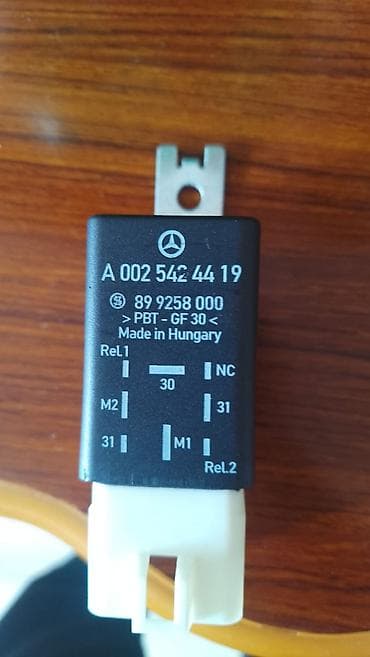 A 002 542 44 19
89 9258 000
> PBT - GF 30 <
Made in Hungary
Rel.1
30
NC
M2
31
31
M1
Rel.2